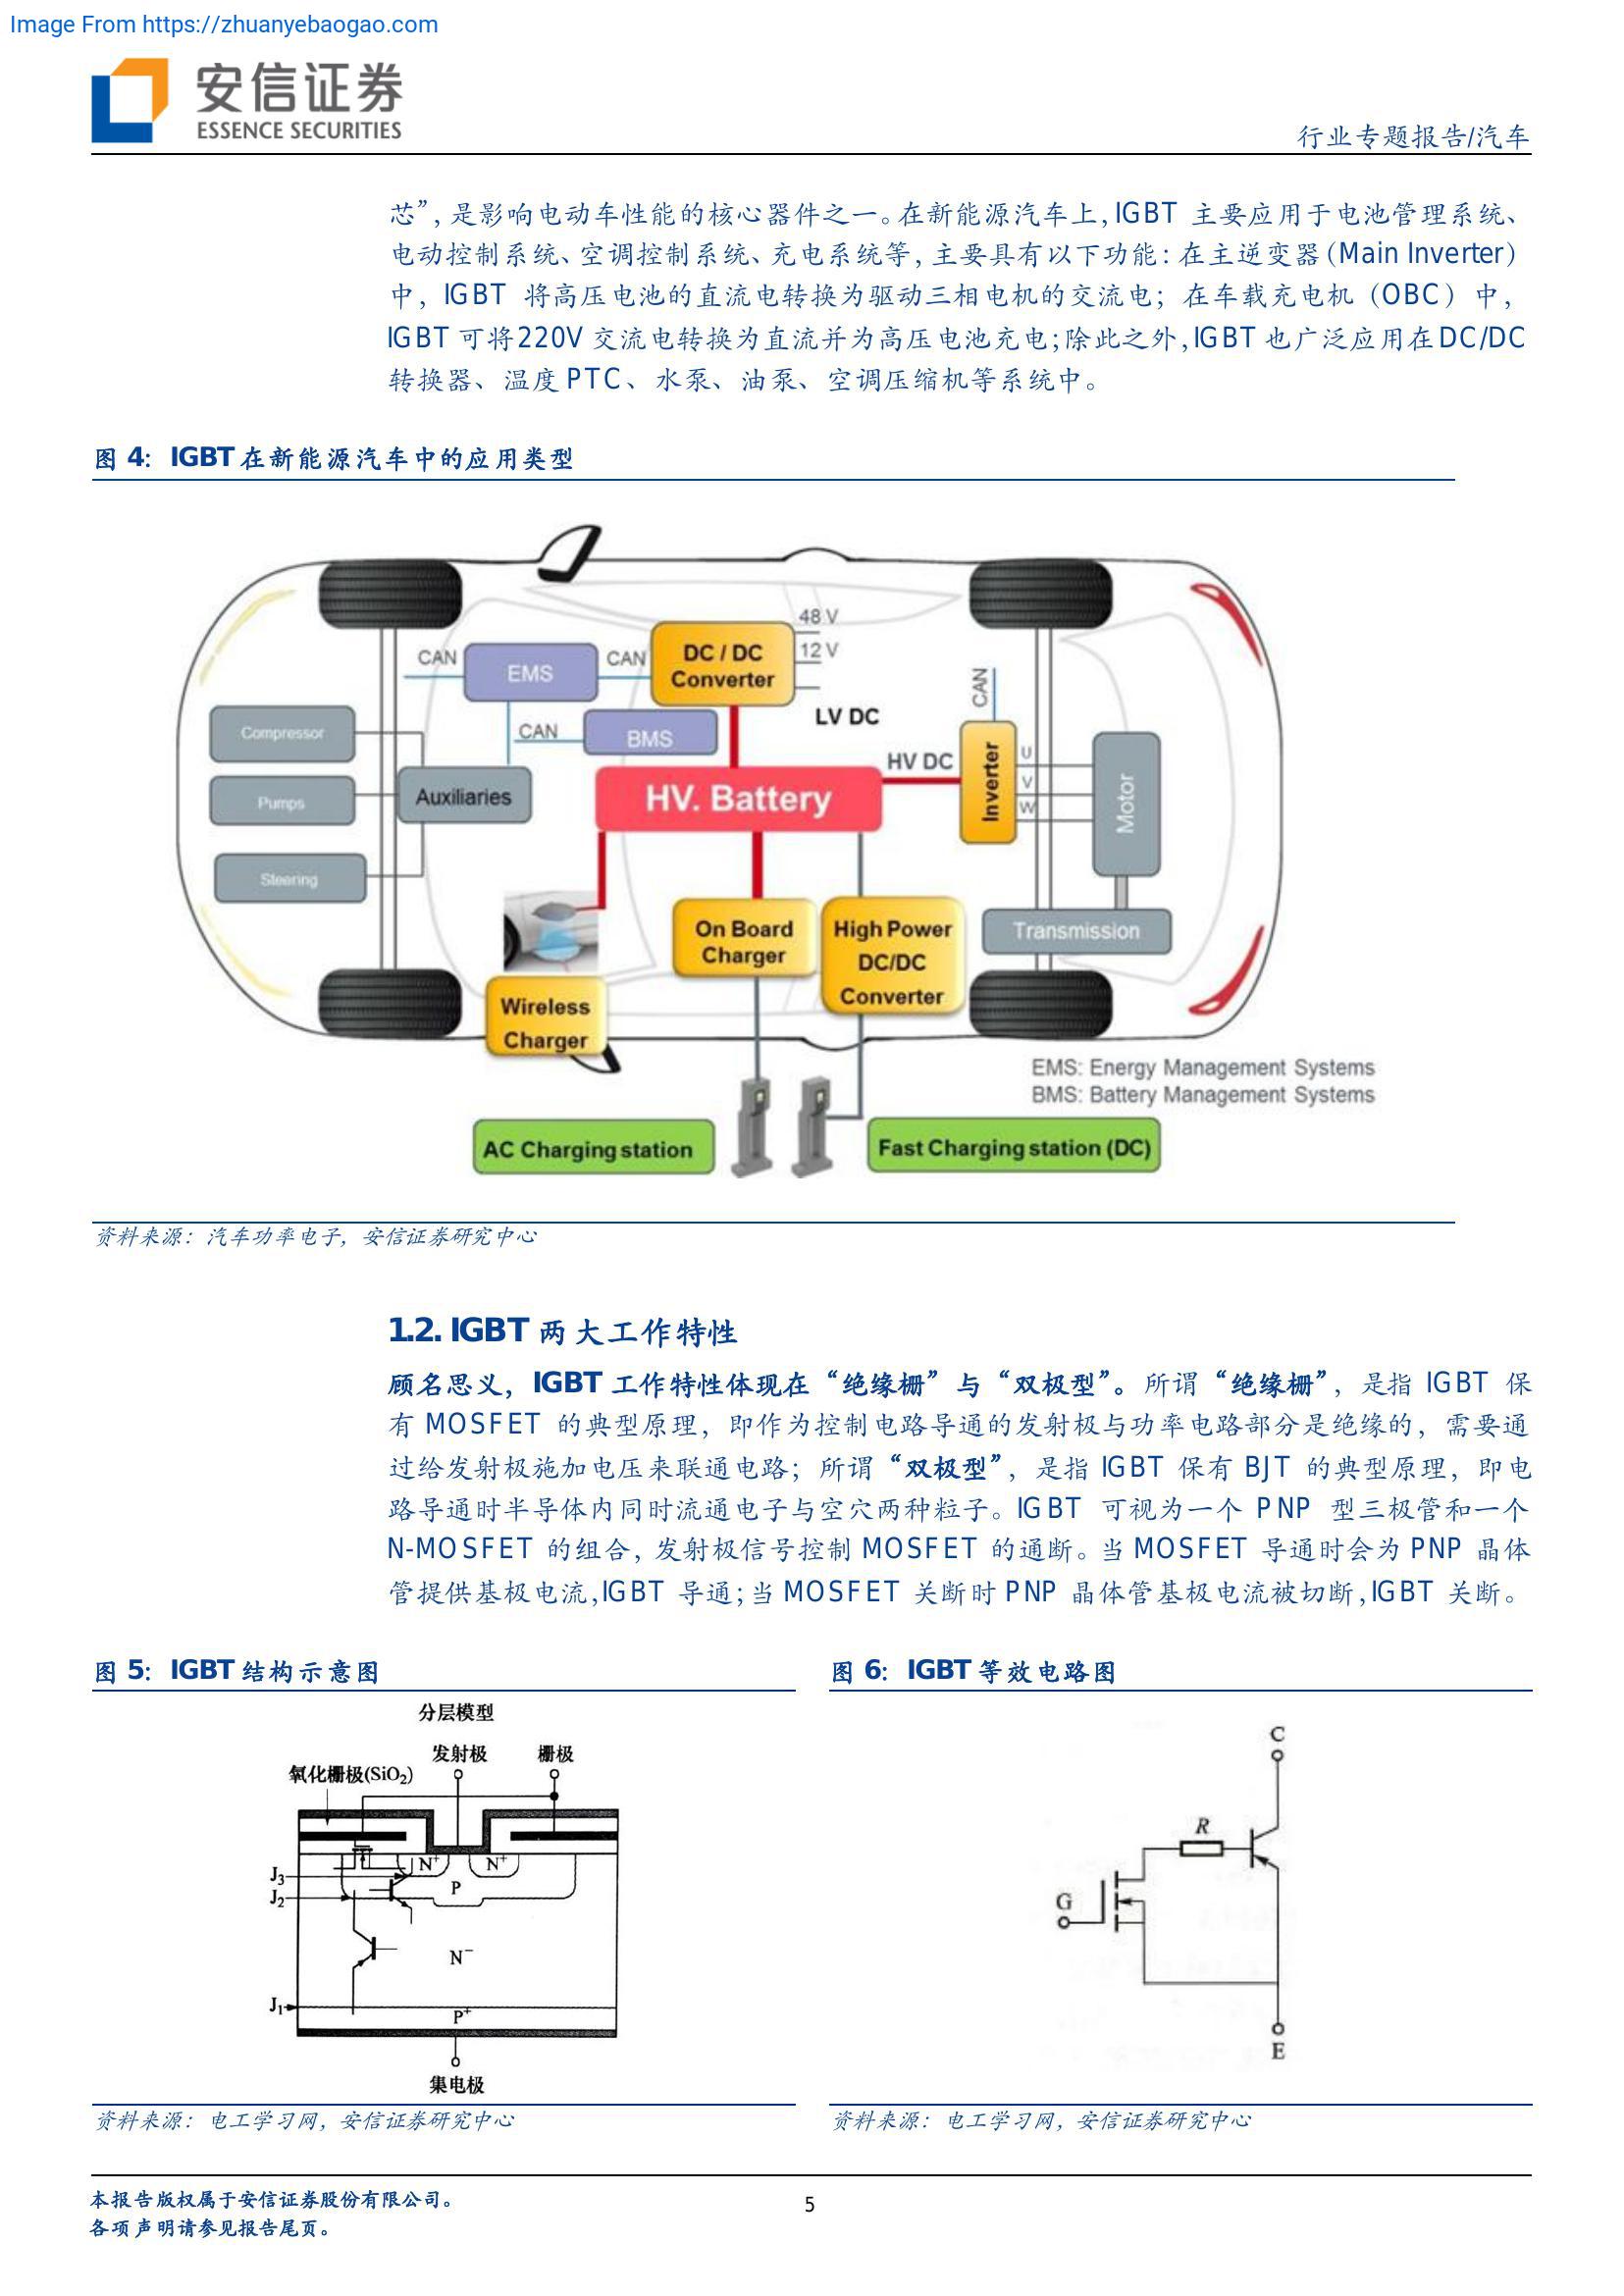 Image From https://zhuanyebaogao.com
安信证券
ESSENCE SECURITIES
行业专题报告/汽车
芯”，是影响电动车性能的核心器件之一。在新能源汽车上，IGBT 主要应用于电池管理系统、
电动控制系统、空调控制系统、充电系统等，主要具有以下功能：在主逆变器（Main Inverter）
中，IGBT 将高压电池的直流电转换为驱动三相电机的交流电；在车载充电机（OBC）中，
IGBT 可将220V 交流电转换为直流并为高压电池充电；除此之外，IGBT 也广泛应用在 DC/DC
转换器、温度 PTC、水泵、油泵、空调压缩机等系统中。
图 4：IGBT 在新能源汽车中的应用类型
48 V
CAN
EMS
CAN
DC / DC
Converter
12 V
CAN
LV DC
Compressor
CAN
BMS
HV DC
Inverter
U
V
W
Motor
Pumps
Auxiliaries
HV. Battery
Steering
On Board
Charger
High Power
DC/DC
Converter
Transmission
Wireless
Charger
EMS: Energy Management Systems
BMS: Battery Management Systems
AC Charging station
Fast Charging station (DC)
资料来源：汽车功率电子，安信证券研究中心
1.2. IGBT 两大工作特性
顾名思义，IGBT 工作特性体现在“绝缘栅”与“双极型”。所谓“绝缘栅”，是指 IGBT 保
有 MOSFET 的典型原理，即作为控制电路导通的发射极与功率电路部分是绝缘的，需要通
过给发射极施加电压来联通电路；所谓“双极型”，是指 IGBT 保有 BJT 的典型原理，即电
路导通时半导体内同时流通电子与空穴两种粒子。IGBT 可视为一个 PNP 型三极管和一个
N-MOSFET 的组合，发射极信号控制 MOSFET 的通断。当 MOSFET 导通时会为 PNP 晶体
管提供基极电流，IGBT 导通；当 MOSFET 关断时 PNP 晶体管基极电流被切断，IGBT 关断。
图 5：IGBT 结构示意图
分层模型
发射极
栅极
氧化栅极(SiO₂)
N⁺
N⁺
J₃
P
J₂
N⁻
J₁
P⁺
集电极
资料来源：电工学习网，安信证券研究中心
图 6：IGBT 等效电路图
C
R
G
E
资料来源：电工学习网，安信证券研究中心
本报告版权属于安信证券股份有限公司。
各项声明请参见报告尾页。
5